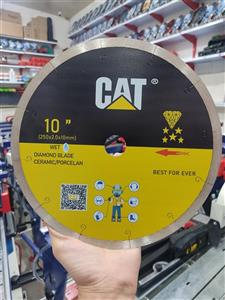 CAT®
10 "
(250x2.0x10mm)
WET
DIAMOND BLADE
CERAMIC/PORCELAN
BEST FOR EVER